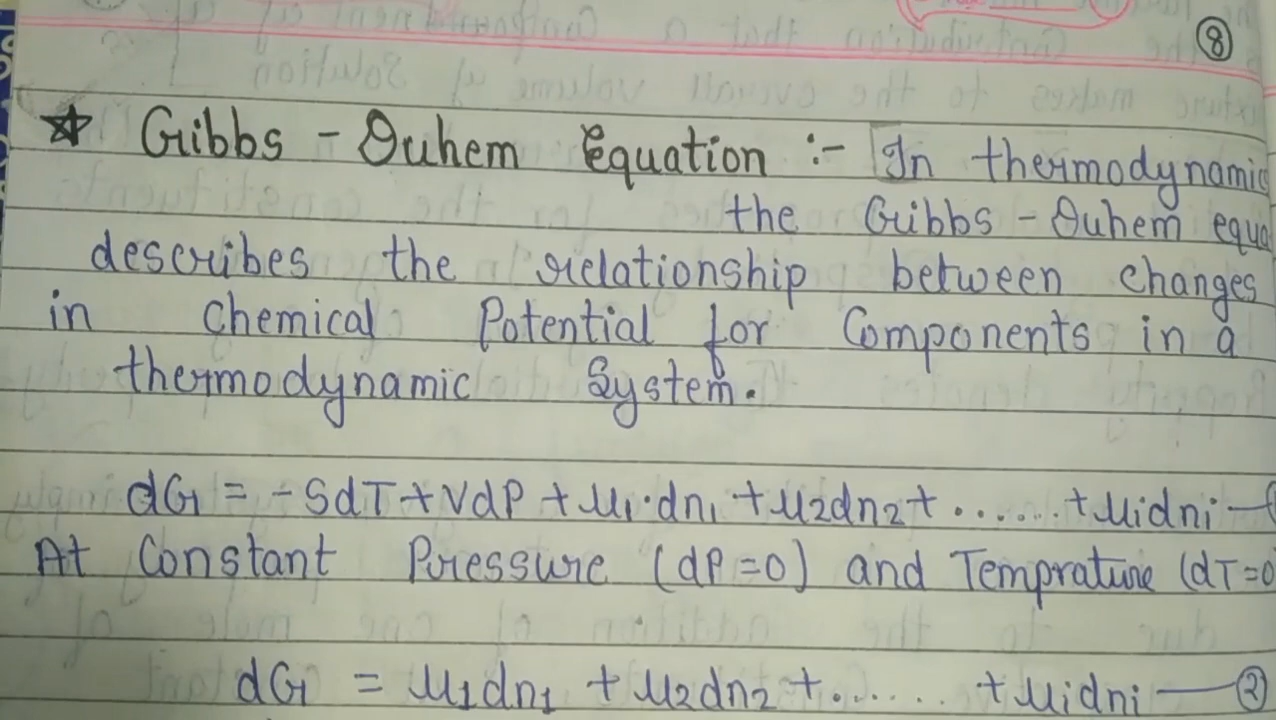 ⑧
☆ Gibbs - Duhem Equation :- In thermodynamic
the Gibbs - Duhem equa
describes the relationship between changes
in chemical Potential for Components in a
thermodynamic System.
dG = - SdT + VdP + μ₁·dn₁ + μ₂dn₂ + ...... + μidni —
At Constant Pressure (dP=0) and Temprature (dT=0
dG = μ₁dn₁ + μ₂dn₂ + ...... + μidni — ②